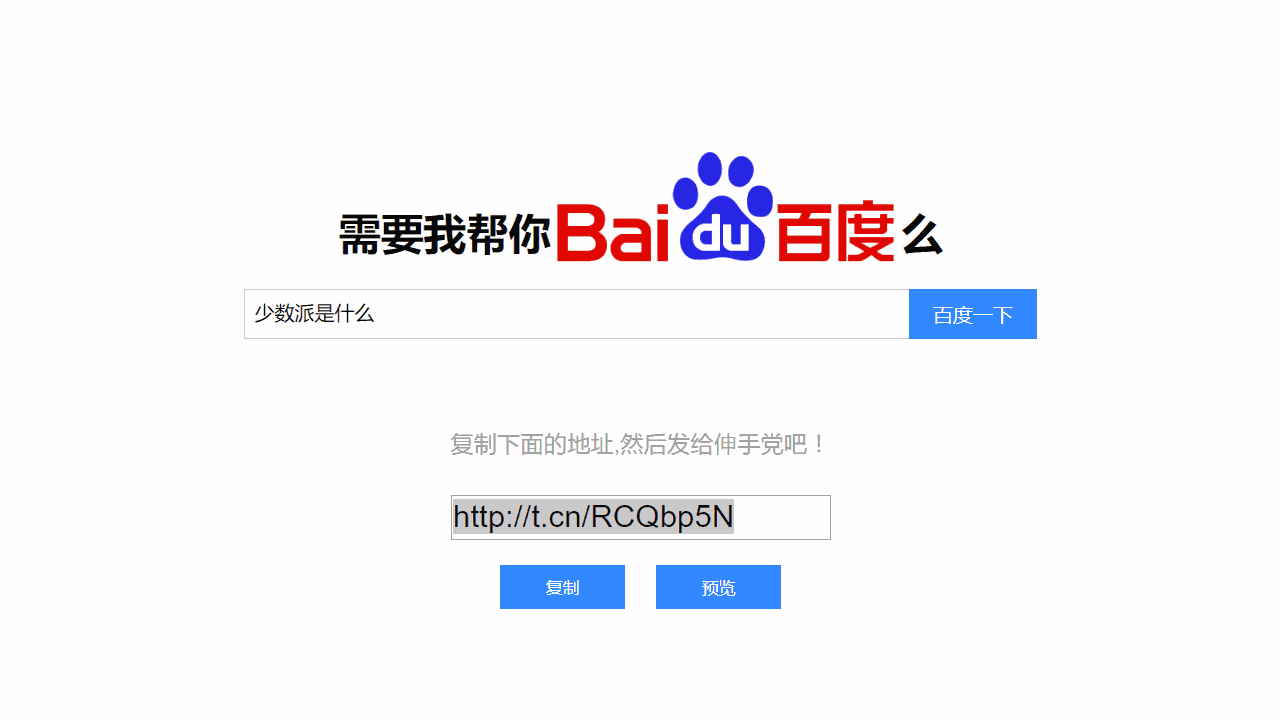 需要我帮你Baidu百度么
少数派是什么 百度一下
复制下面的地址,然后发给伸手党吧！
http://t.cn/RCQbp5N
复制 预览